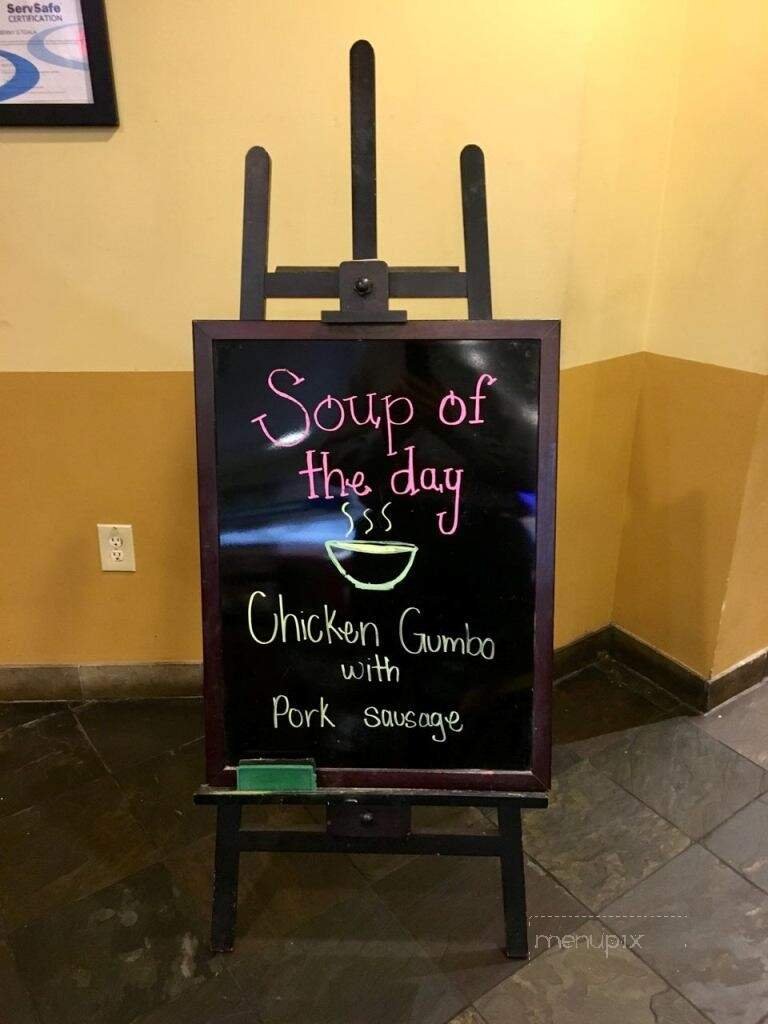 ServSafe
CERTIFICATION
Soup of
the day
Chicken Gumbo
with
Pork sausage
menupix